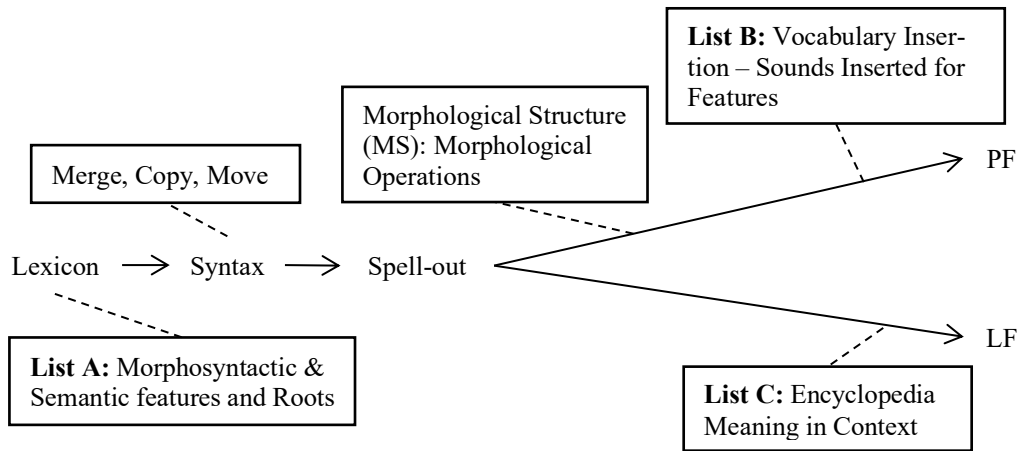 List B: Vocabulary Inser-
tion – Sounds Inserted for
Features
Morphological Structure
(MS): Morphological
Operations
PF
Merge, Copy, Move
Lexicon
Syntax
Spell-out
LF
List A: Morphosyntactic &
Semantic features and Roots
List C: Encyclopedia
Meaning in Context